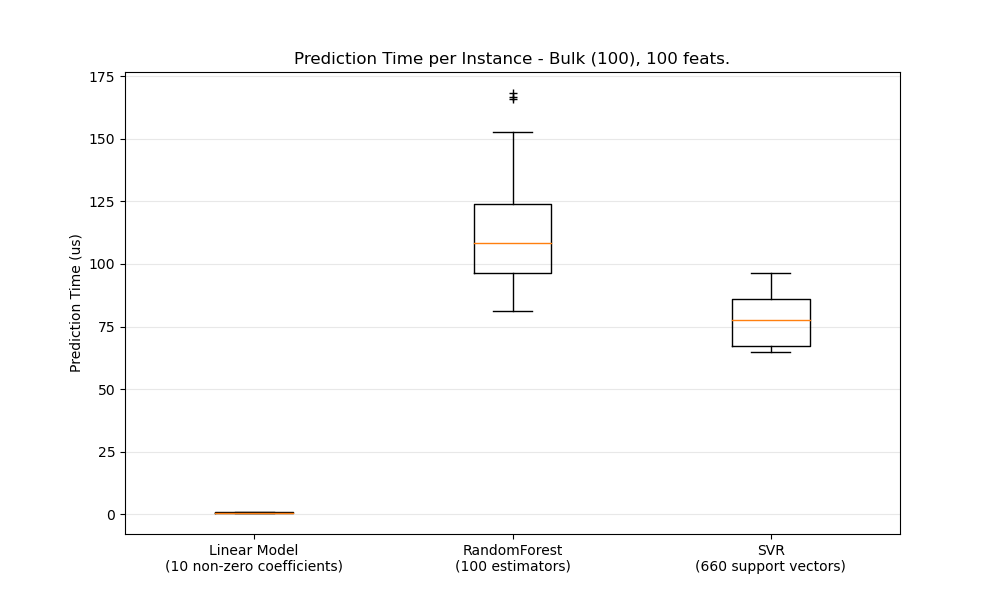 Prediction Time per Instance - Bulk (100), 100 feats.
175
150
125
100
75
50
25
0
Prediction Time (us)
Linear Model
(10 non-zero coefficients)
RandomForest
(100 estimators)
SVR
(660 support vectors)